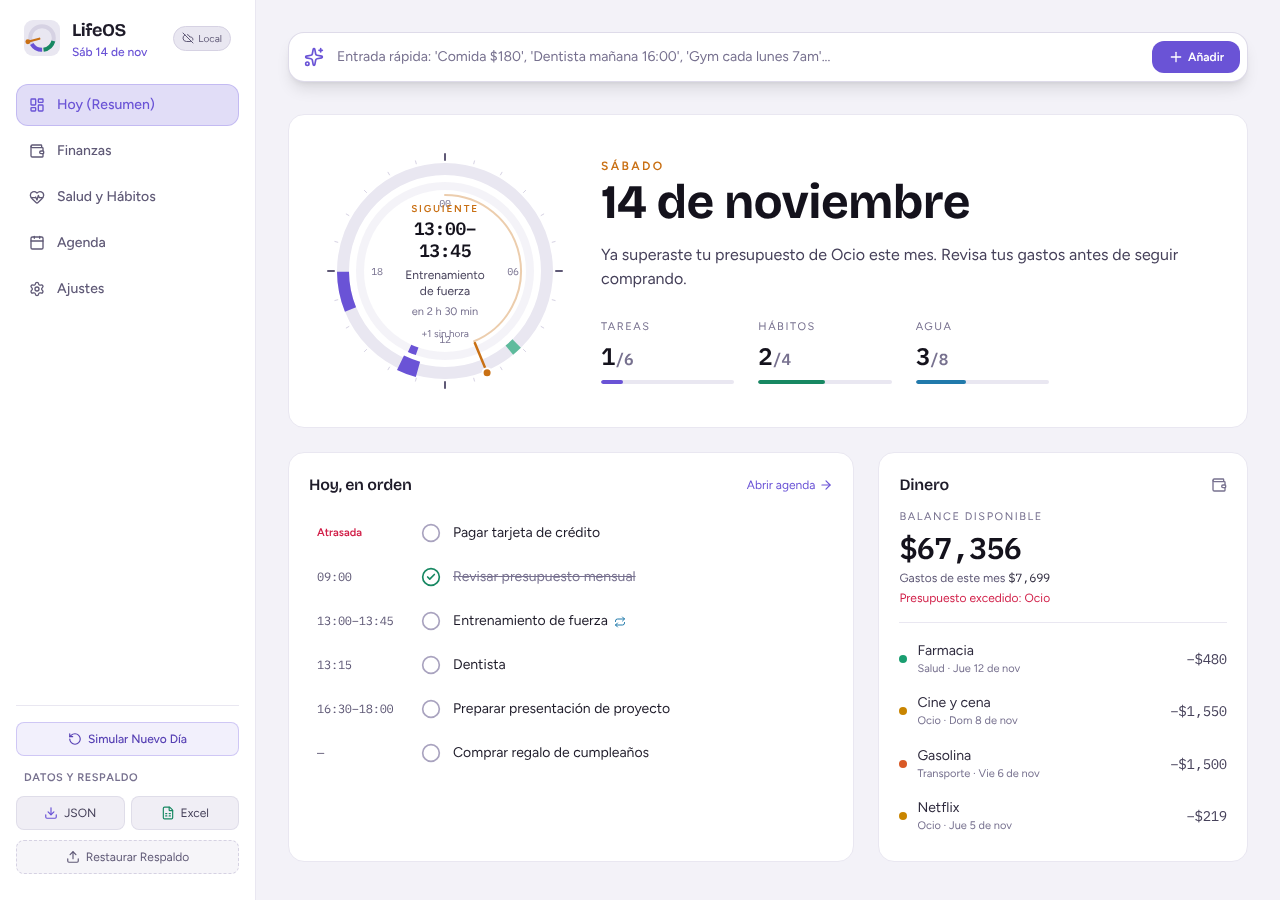 LifeOS
Sáb 14 de nov
Local
Hoy (Resumen)
Finanzas
Salud y Hábitos
Agenda
Ajustes
Simular Nuevo Día
DATOS Y RESPALDO
JSON
Excel
Restaurar Respaldo
Entrada rápida: 'Comida $180', 'Dentista mañana 16:00', 'Gym cada lunes 7am'...
Añadir
00
SIGUIENTE
13:00–
13:45
18
06
Entrenamiento
de fuerza
en 2 h 30 min
+1 sin hora
12
SÁBADO
14 de noviembre
Ya superaste tu presupuesto de Ocio este mes. Revisa tus gastos antes de seguir
comprando.
TAREAS
1/6
HÁBITOS
2/4
AGUA
3/8
Hoy, en orden
Abrir agenda
Atrasada Pagar tarjeta de crédito
09:00 Revisar presupuesto mensual
13:00–13:45 Entrenamiento de fuerza
13:15 Dentista
16:30–18:00 Preparar presentación de proyecto
— Comprar regalo de cumpleaños
Dinero
BALANCE DISPONIBLE
$67,356
Gastos de este mes $7,699
Presupuesto excedido: Ocio
Farmacia
Salud · Jue 12 de nov
−$480
Cine y cena
Ocio · Dom 8 de nov
−$1,550
Gasolina
Transporte · Vie 6 de nov
−$1,500
Netflix
Ocio · Jue 5 de nov
−$219